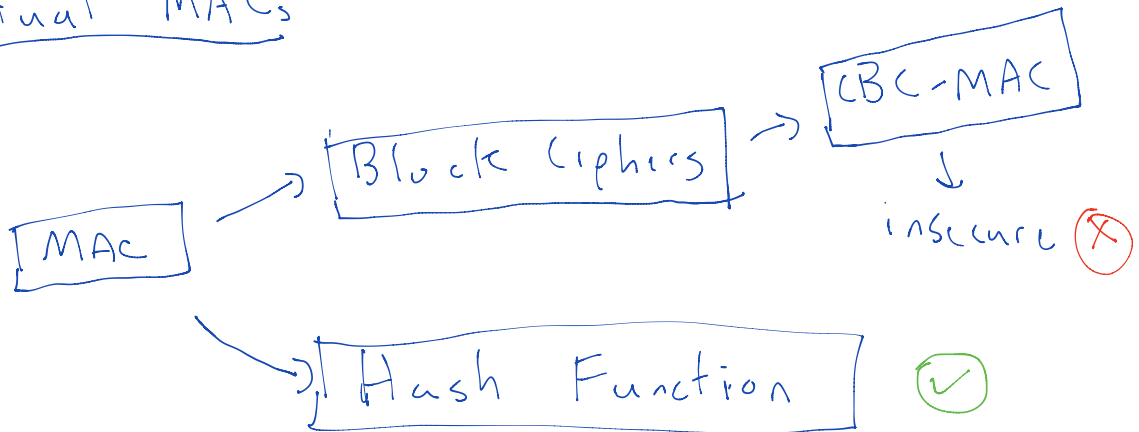 MACs
CBC-MAC
Block Ciphers
insecure X
MAC
Hash Function